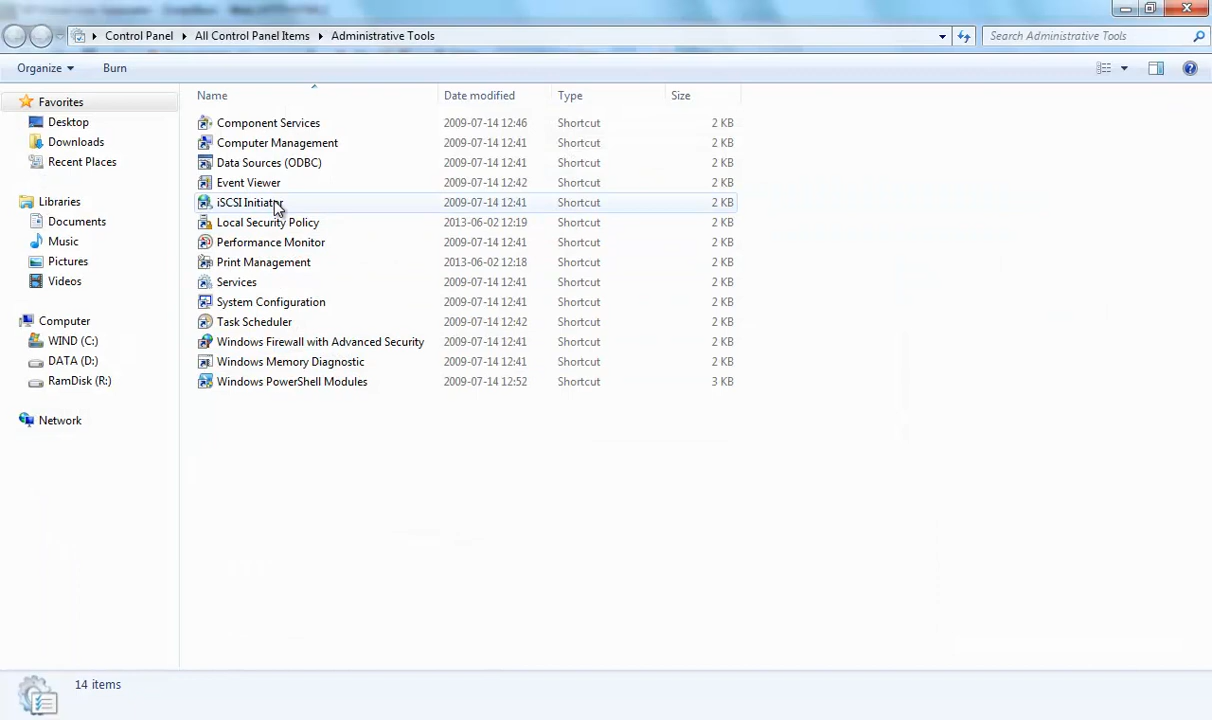 Control Panel All Control Panel Items Administrative Tools Search Administrative Tools
Organize Burn
Name Date modified Type Size
Favorites
Desktop
Downloads
Recent Places
Libraries
Documents
Music
Pictures
Videos
Computer
WIND (C:)
DATA (D:)
RamDisk (R:)
Network
Component Services 2009-07-14 12:46 Shortcut 2 KB
Computer Management 2009-07-14 12:41 Shortcut 2 KB
Data Sources (ODBC) 2009-07-14 12:41 Shortcut 2 KB
Event Viewer 2009-07-14 12:42 Shortcut 2 KB
iSCSI Initiator 2009-07-14 12:41 Shortcut 2 KB
Local Security Policy 2013-06-02 12:19 Shortcut 2 KB
Performance Monitor 2009-07-14 12:41 Shortcut 2 KB
Print Management 2013-06-02 12:18 Shortcut 2 KB
Services 2009-07-14 12:41 Shortcut 2 KB
System Configuration 2009-07-14 12:41 Shortcut 2 KB
Task Scheduler 2009-07-14 12:42 Shortcut 2 KB
Windows Firewall with Advanced Security 2009-07-14 12:41 Shortcut 2 KB
Windows Memory Diagnostic 2009-07-14 12:41 Shortcut 2 KB
Windows PowerShell Modules 2009-07-14 12:52 Shortcut 3 KB
14 items